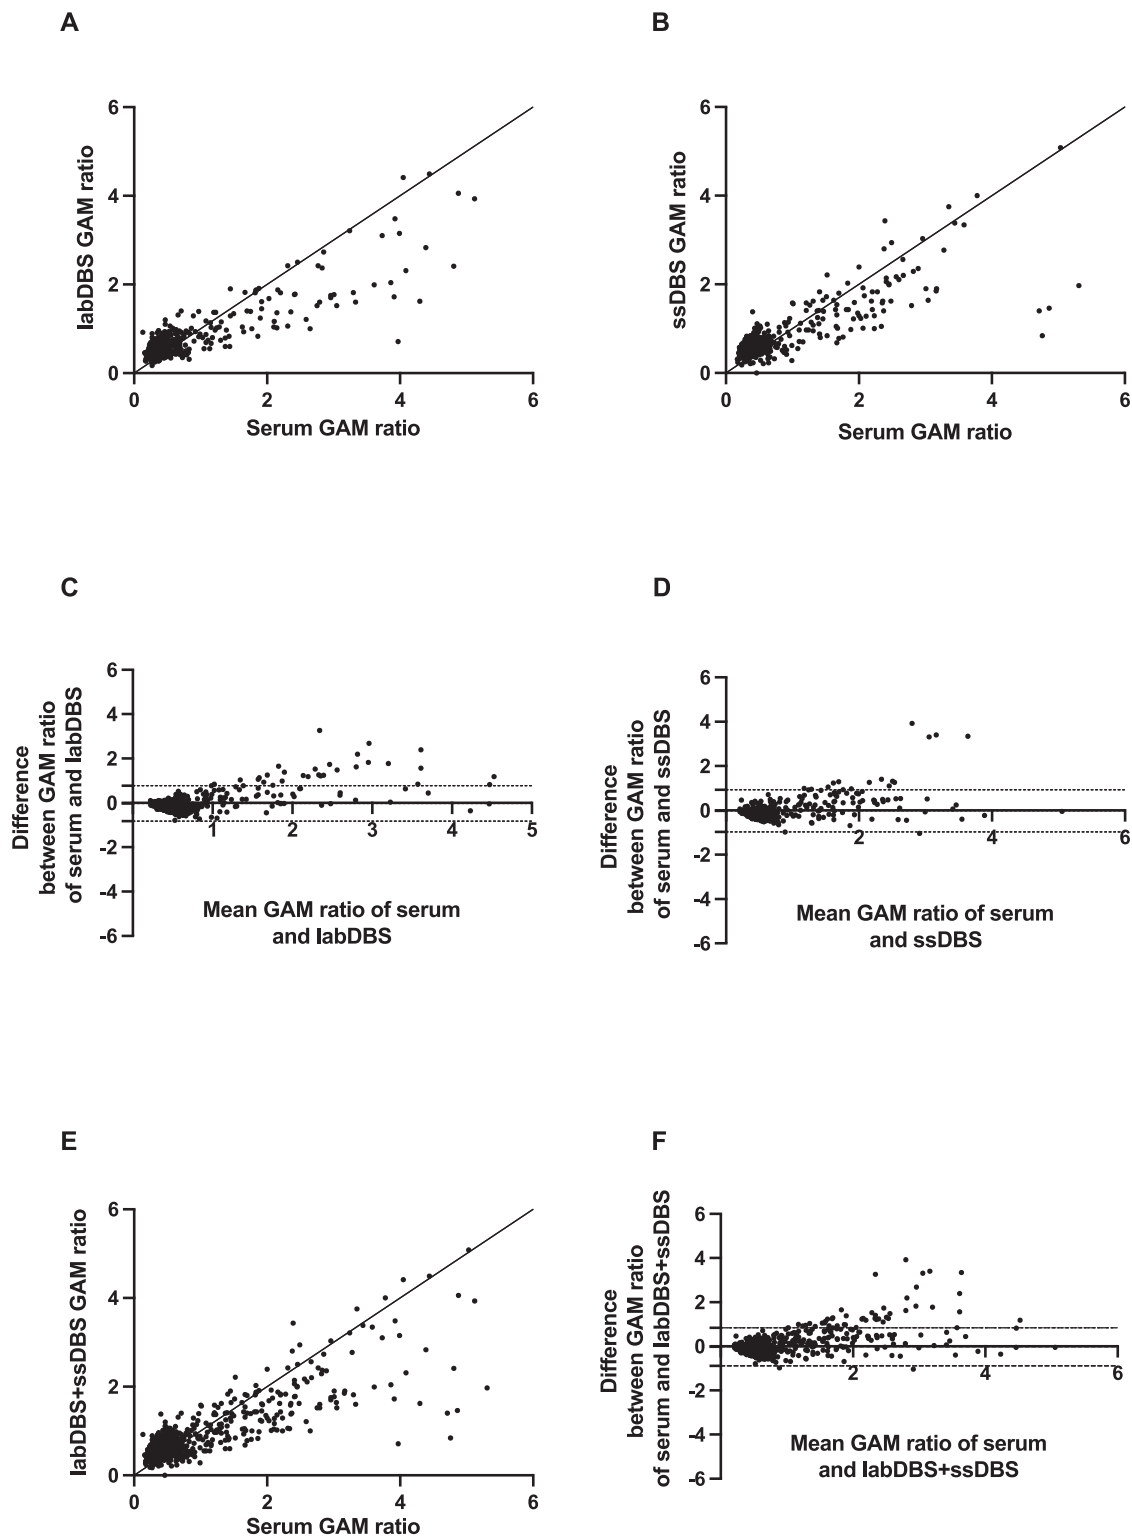 A
labDBS GAM ratio
6
4
2
0
0 2 4 6
Serum GAM ratio
B
ssDBS GAM ratio
6
4
2
0
0 2 4 6
Serum GAM ratio
C
Difference
between GAM ratio
of serum and labDBS
6
4
2
0
-2
-4
-6
1 2 3 4 5
Mean GAM ratio of serum
and labDBS
D
Difference
between GAM ratio
of serum and ssDBS
6
4
2
0
-2
-4
-6
2 4 6
Mean GAM ratio of serum
and ssDBS
E
labDBS+ssDBS GAM ratio
6
4
2
0
0 2 4 6
Serum GAM ratio
F
Difference
between GAM ratio
of serum and labDBS+ssDBS
6
4
2
0
-2
-4
-6
2 4 6
Mean GAM ratio of serum
and labDBS+ssDBS